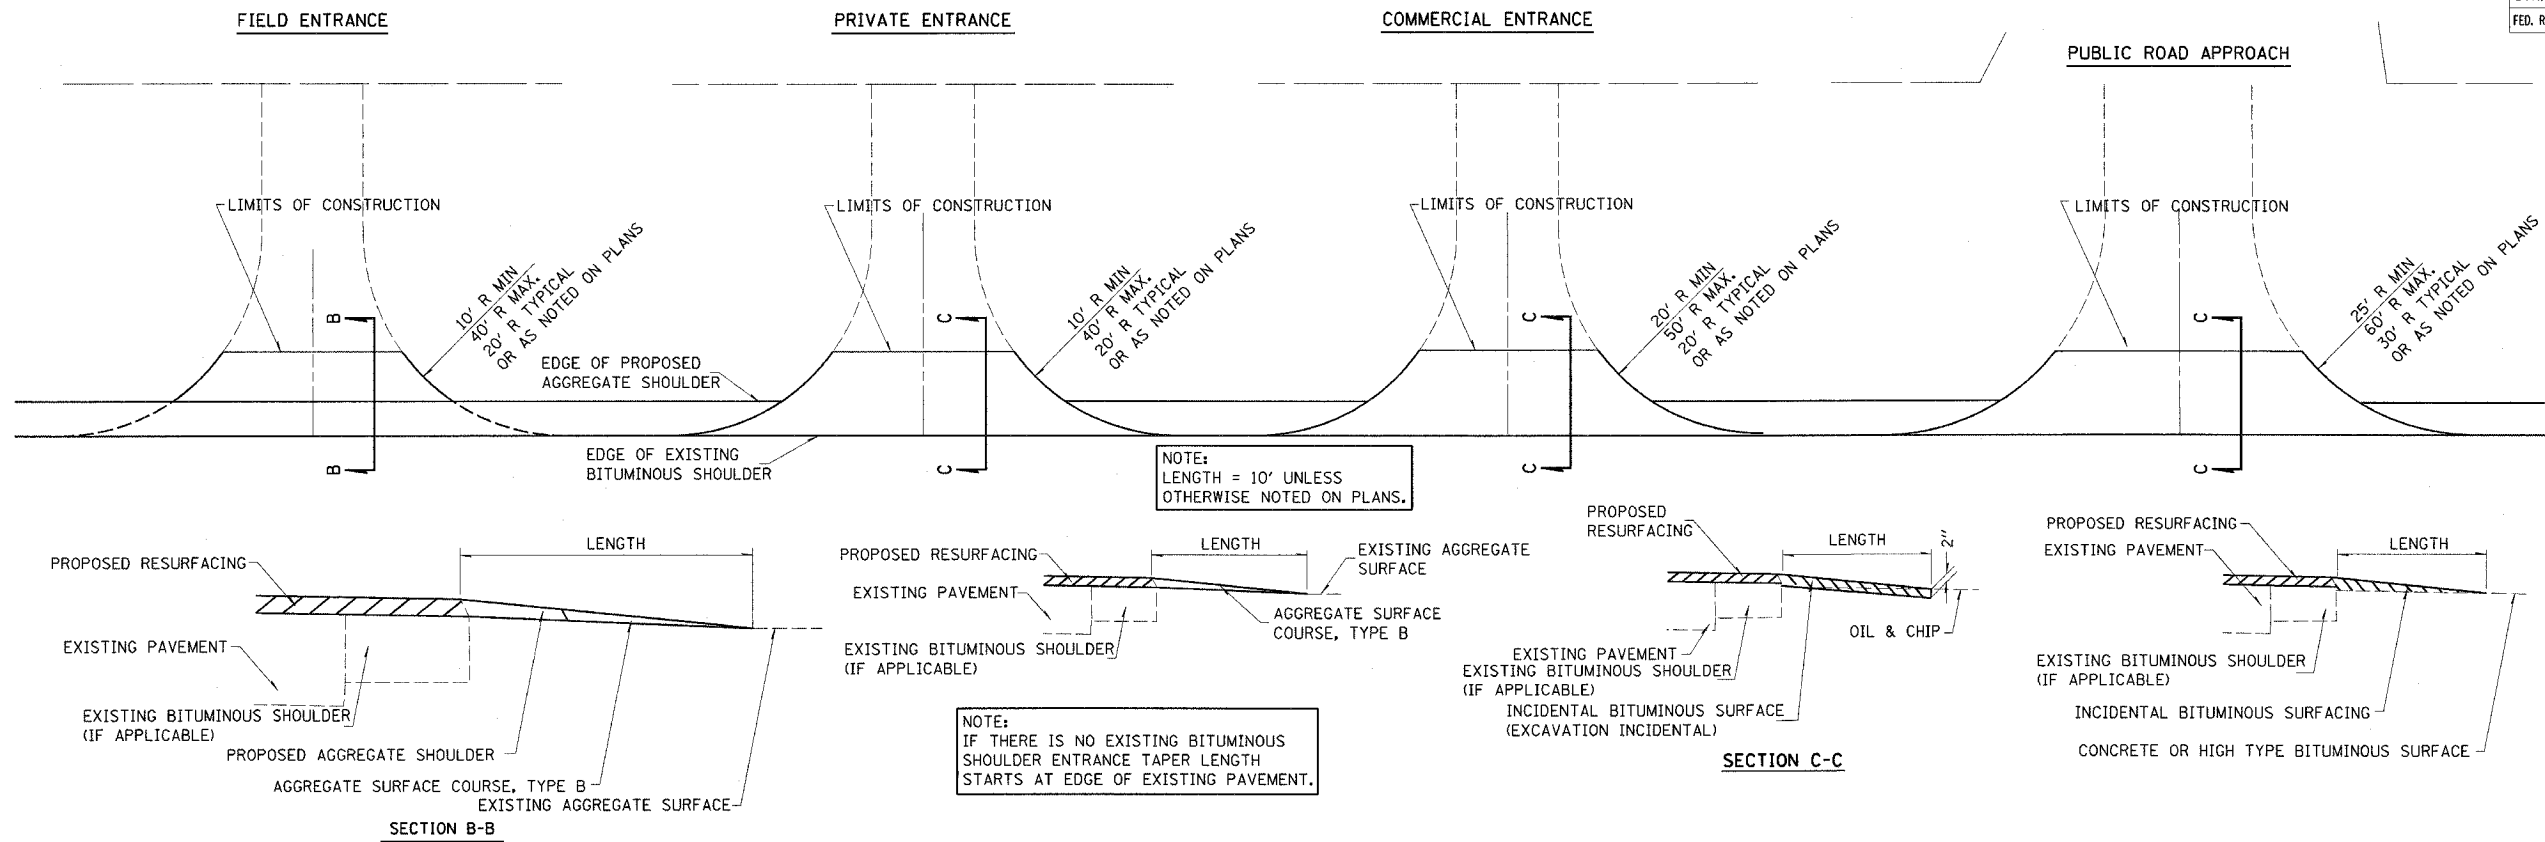 FED. R
FIELD ENTRANCE
PRIVATE ENTRANCE
COMMERCIAL ENTRANCE
PUBLIC ROAD APPROACH
LIMITS OF CONSTRUCTION
10' R MIN
40' R MAX.
20' R TYPICAL
OR AS NOTED ON PLANS
B
B
LIMITS OF CONSTRUCTION
10' R MIN
40' R MAX.
20' R TYPICAL
OR AS NOTED ON PLANS
C
C
LIMITS OF CONSTRUCTION
20' R MIN
50' R MAX.
20' R TYPICAL
OR AS NOTED ON PLANS
C
C
LIMITS OF CONSTRUCTION
25' R MIN
60' R MAX.
30' R TYPICAL
OR AS NOTED ON PLANS
C
C
EDGE OF PROPOSED
AGGREGATE SHOULDER
EDGE OF EXISTING
BITUMINOUS SHOULDER
NOTE:
LENGTH = 10' UNLESS
OTHERWISE NOTED ON PLANS.
LENGTH
PROPOSED RESURFACING
EXISTING PAVEMENT
EXISTING BITUMINOUS SHOULDER
(IF APPLICABLE)
PROPOSED AGGREGATE SHOULDER
AGGREGATE SURFACE COURSE, TYPE B
EXISTING AGGREGATE SURFACE
SECTION B-B
LENGTH
PROPOSED RESURFACING
EXISTING AGGREGATE
SURFACE
EXISTING PAVEMENT
AGGREGATE SURFACE
COURSE, TYPE B
EXISTING BITUMINOUS SHOULDER
(IF APPLICABLE)
NOTE:
IF THERE IS NO EXISTING BITUMINOUS
SHOULDER ENTRANCE TAPER LENGTH
STARTS AT EDGE OF EXISTING PAVEMENT.
PROPOSED
RESURFACING
LENGTH
2"
OIL & CHIP
EXISTING PAVEMENT
EXISTING BITUMINOUS SHOULDER
(IF APPLICABLE)
INCIDENTAL BITUMINOUS SURFACE
(EXCAVATION INCIDENTAL)
SECTION C-C
PROPOSED RESURFACING
EXISTING PAVEMENT
LENGTH
EXISTING BITUMINOUS SHOULDER
(IF APPLICABLE)
INCIDENTAL BITUMINOUS SURFACING
CONCRETE OR HIGH TYPE BITUMINOUS SURFACE